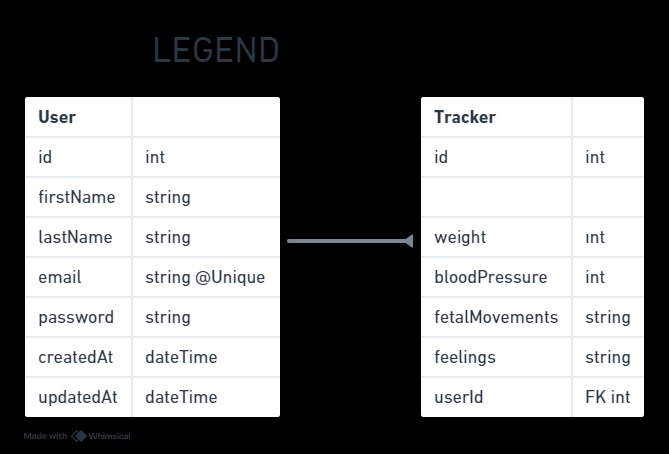 LEGEND
User
id int
firstName string
lastName string
email string @Unique
password string
createdAt dateTime
updatedAt dateTime
Tracker
id int
weight int
bloodPressure int
fetalMovements string
feelings string
userId FK int
Made with Whimsical